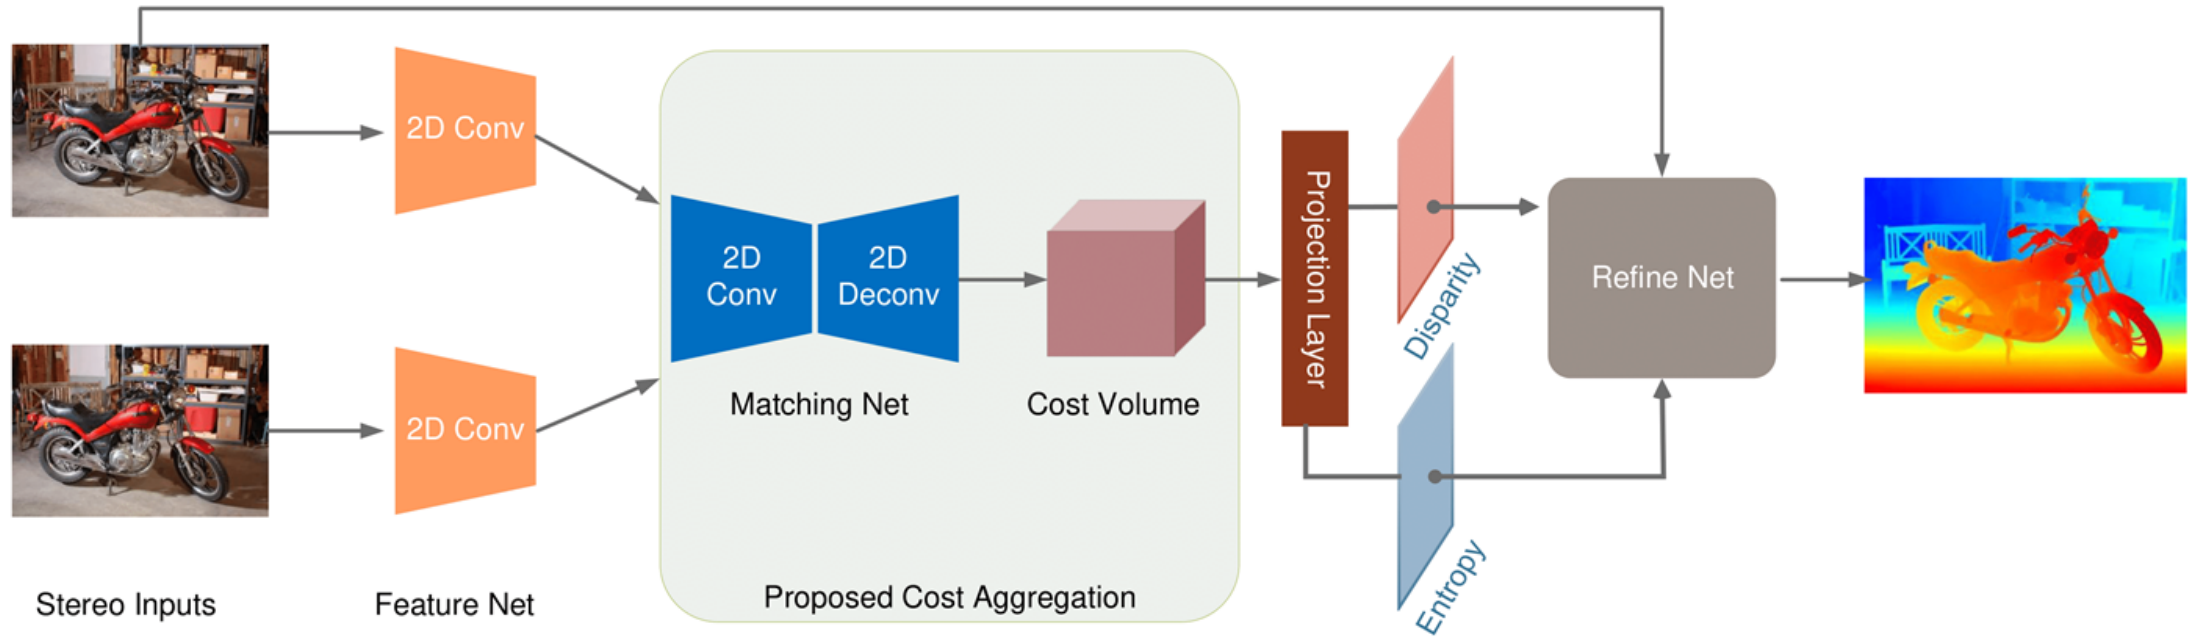 2D Conv
2D Conv
2D
Conv
2D
Deconv
Matching Net
Cost Volume
Proposed Cost Aggregation
Projection Layer
Disparity
Entropy
Refine Net
Stereo Inputs
Feature Net